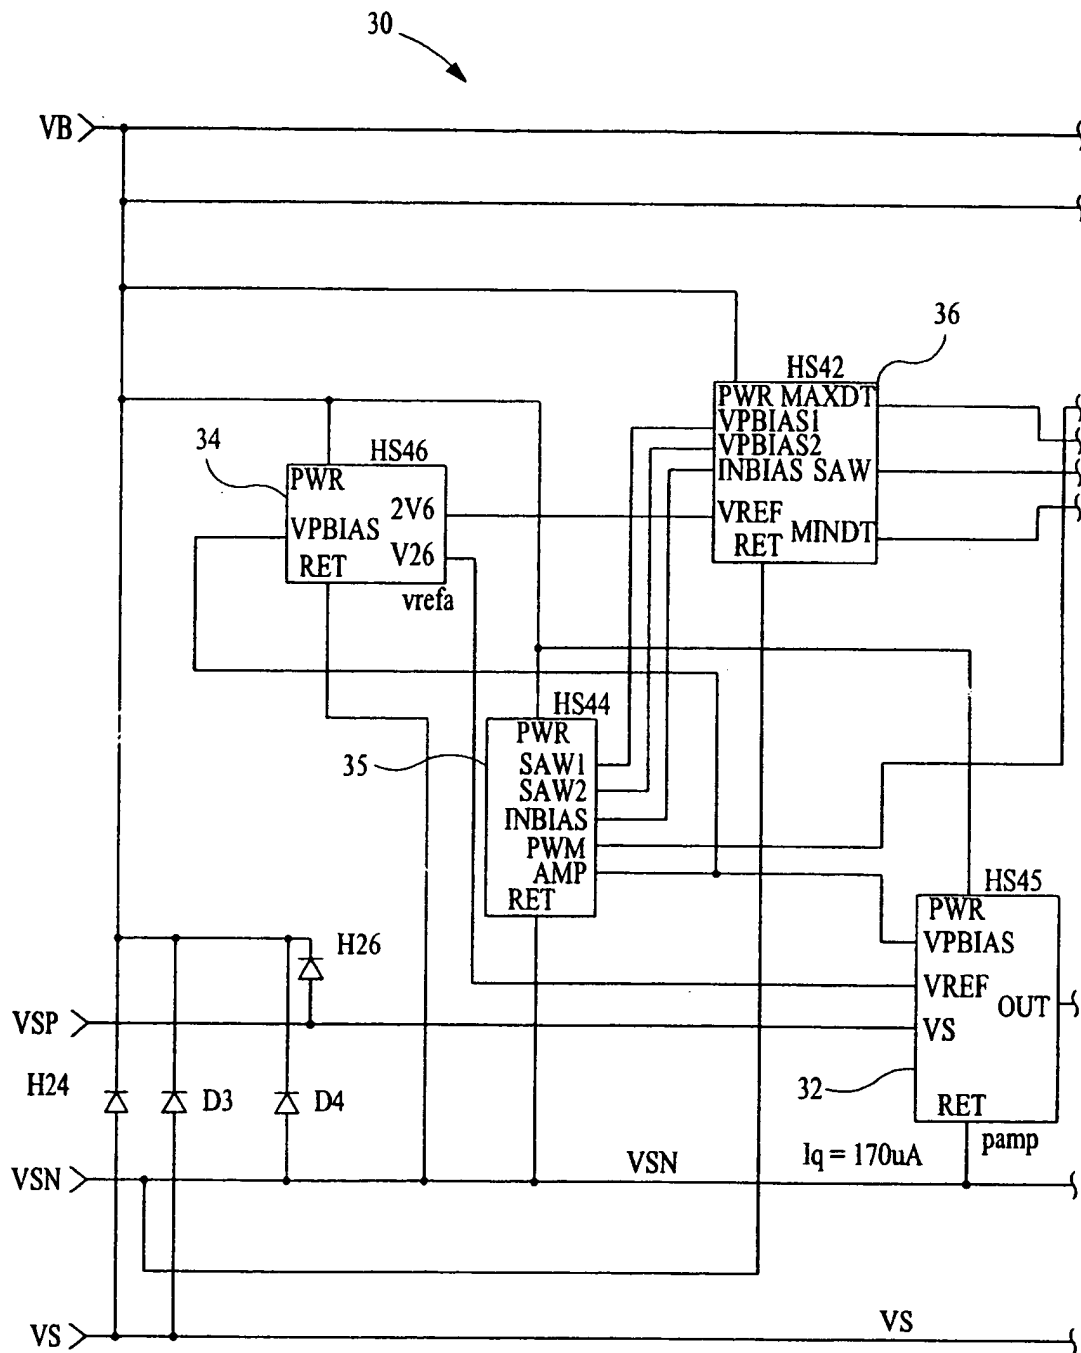 30
VB
36
HS42
PWR MAXDT
VPBIAS1
VPBIAS2
INBIAS SAW
VREF
MINDT
RET
34
HS46
PWR
2V6
VPBIAS
V26
RET
vrefa
HS44
35
PWR
SAW1
SAW2
INBIAS
PWM
AMP
RET
HS45
PWR
VPBIAS
VREF
OUT
VS
32
RET
pamp
Iq = 170uA
H26
VSP
H24
D3
D4
VSN
VSN
VS
VS